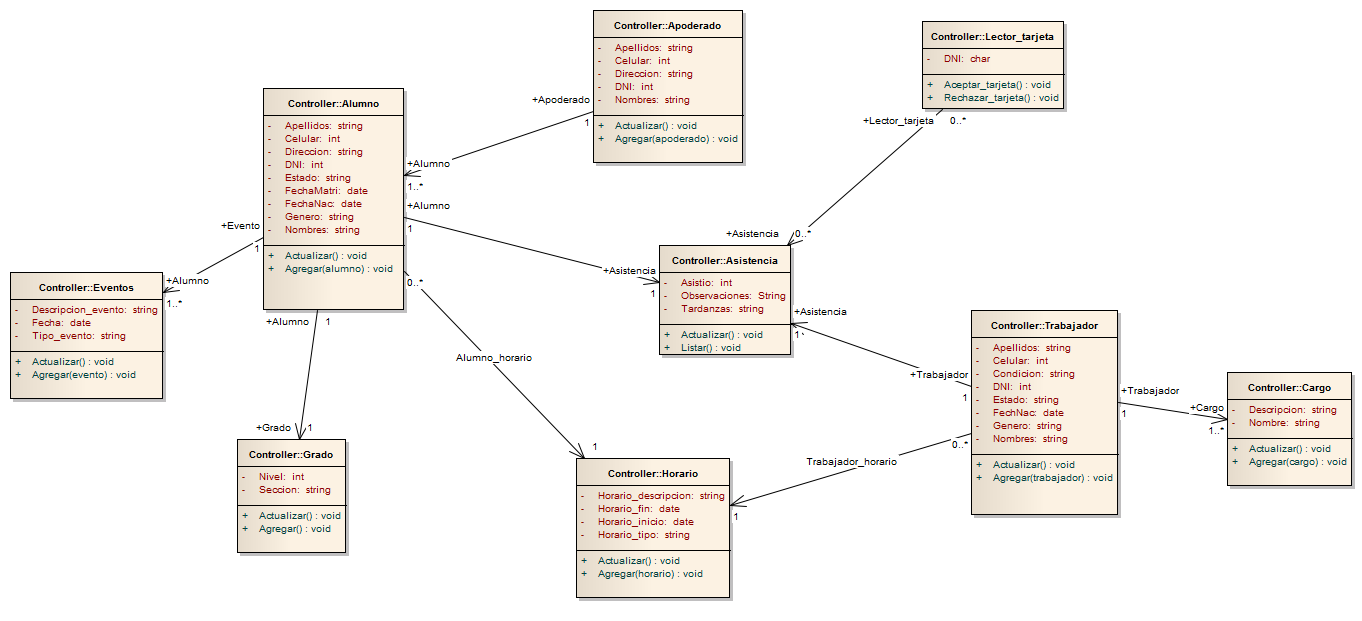 Controller::Apoderado
- Apellidos: string
- Celular: int
- Direccion: string
- DNI: int
- Nombres: string
+ Actualizar() : void
+ Agregar(apoderado) : void
Controller::Lector_tarjeta
- DNI: char
+ Aceptar_tarjeta() : void
+ Rechazar_tarjeta() : void
Controller::Alumno
- Apellidos: string
- Celular: int
- Direccion: string
- DNI: int
- Estado: string
- FechaMatri: date
- FechaNac: date
- Genero: string
- Nombres: string
+ Actualizar() : void
+ Agregar(alumno) : void
+Apoderado
1
+Alumno
1..*
+Alumno
1
+Asistencia
1
+Lector_tarjeta
0..*
+Asistencia
0..*
+Evento
1
+Alumno
1..*
Controller::Eventos
- Descripcion_evento: string
- Fecha: date
- Tipo_evento: string
+ Actualizar() : void
+ Agregar(evento) : void
Controller::Asistencia
- Asistio: int
- Observaciones: String
- Tardanzas: string
+ Actualizar() : void
+ Listar() : void
+Asistencia
1`
+Trabajador
1
Controller::Trabajador
- Apellidos: string
- Celular: int
- Condicion: string
- DNI: int
- Estado: string
- FechNac: date
- Genero: string
- Nombres: string
+ Actualizar() : void
+ Agregar(trabajador) : void
+Trabajador
1
+Cargo
1..*
Controller::Cargo
- Descripcion: string
- Nombre: string
+ Actualizar() : void
+ Agregar(cargo) : void
+Alumno
1
+Grado
1
Controller::Grado
- Nivel: int
- Seccion: string
+ Actualizar() : void
+ Agregar() : void
0..*
Alumno_horario
1
0..*
Trabajador_horario
1
Controller::Horario
- Horario_descripcion: string
- Horario_fin: date
- Horario_inicio: date
- Horario_tipo: string
+ Actualizar() : void
+ Agregar(horario) : void